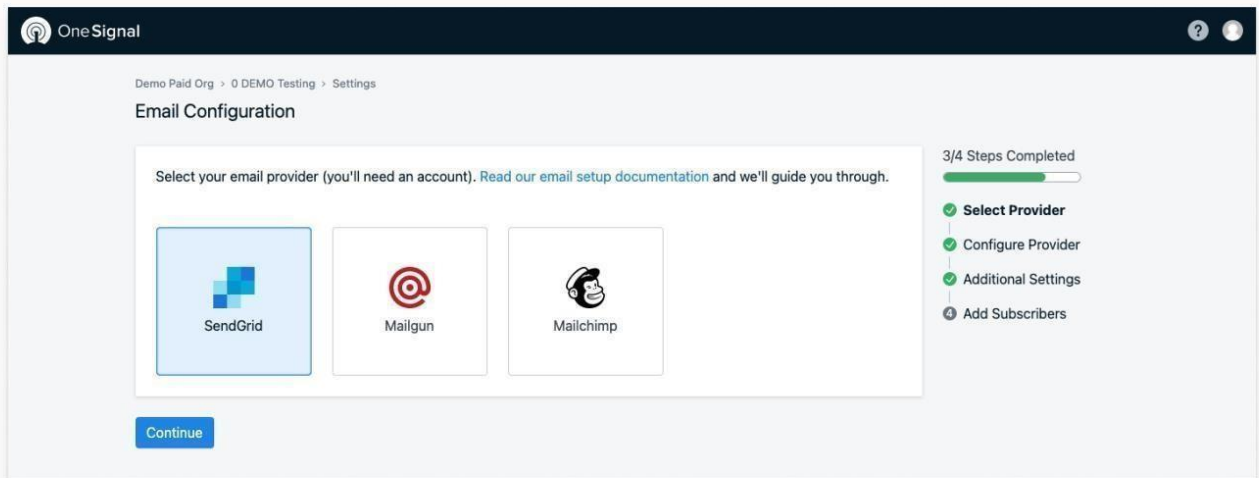 OneSignal
?
Demo Paid Org > 0 DEMO Testing > Settings
Email Configuration
Select your email provider (you'll need an account). Read our email setup documentation and we'll guide you through.
SendGrid
Mailgun
Mailchimp
Continue
3/4 Steps Completed
Select Provider
Configure Provider
Additional Settings
4 Add Subscribers